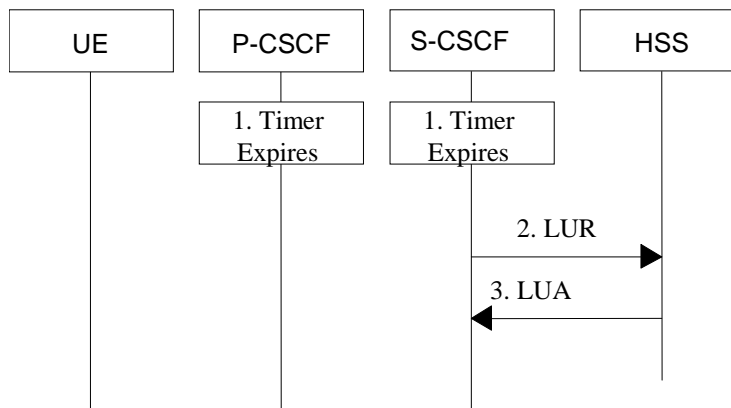 UE
P-CSCF
S-CSCF
HSS
1. Timer
Expires
1. Timer
Expires
2. LUR
3. LUA